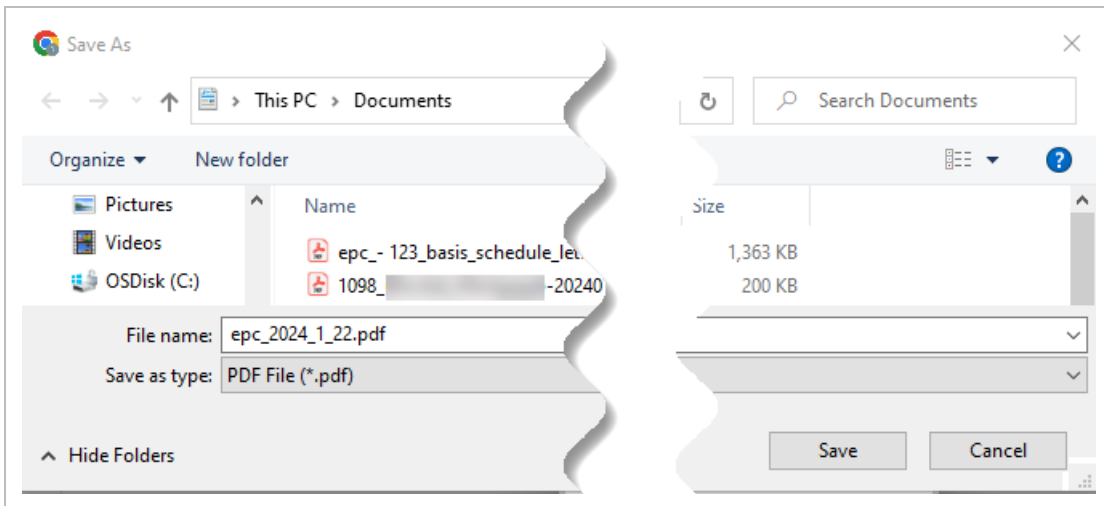 Save As
This PC > Documents
Search Documents
Organize
New folder
Pictures
Videos
OSDisk (C:)
Name
Size
epc_- 123_basis_schedule_let
1,363 KB
1098_ -20240
200 KB
File name: epc_2024_1_22.pdf
Save as type: PDF File (*.pdf)
Hide Folders
Save
Cancel